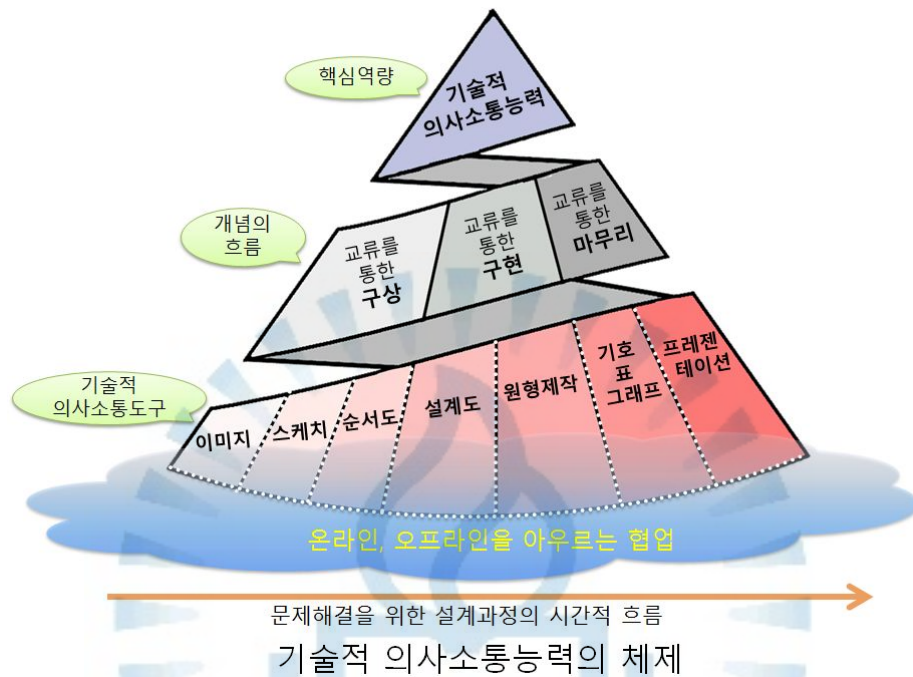 핵심역량
기술적
의사소통능력
개념의
흐름
교류를
통한
구상
교류를
통한
구현
교류를
통한
마무리
기술적
의사소통도구
이미지
스케치
순서도
설계도
원형제작
기호
표
그래프
프레젠
테이션
온라인, 오프라인을 아우르는 협업
문제해결을 위한 설계과정의 시간적 흐름
기술적 의사소통능력의 체제